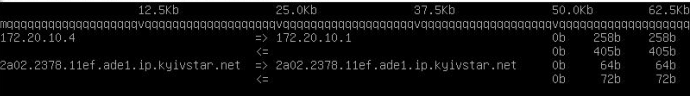 12.5Kb 25.0Kb 37.5Kb 50.0Kb 62.5Kb
mqqqqqqqqqqqqqqqqqqqvqqqqqqqqqqqqqqqqqqqvqqqqqqqqqqqqqqqqqqqvqqqqqqqqqqqqqqqqqqqvqqqqqqqqqqqqqqqqqq
172.20.10.4 => 172.20.10.1 0b 258b 258b
<= 0b 405b 405b
2a02.2378.11ef.ade1.ip.kyivstar.net => 2a02.2378.11ef.ade1.ip.kyivstar.net 0b 64b 64b
<= 0b 72b 72b